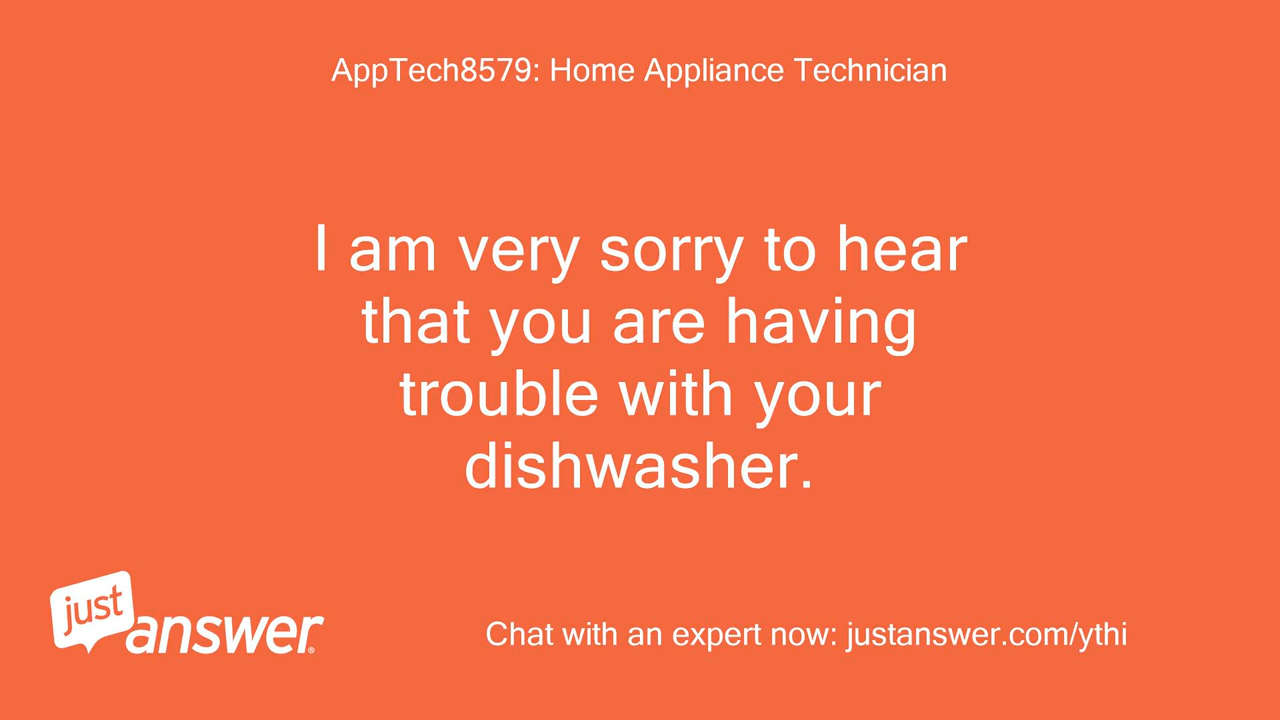 AppTech8579: Home Appliance Technician
I am very sorry to hear
that you are having
trouble with your
dishwasher.
just
answer®
Chat with an expert now: justanswer.com/ythi